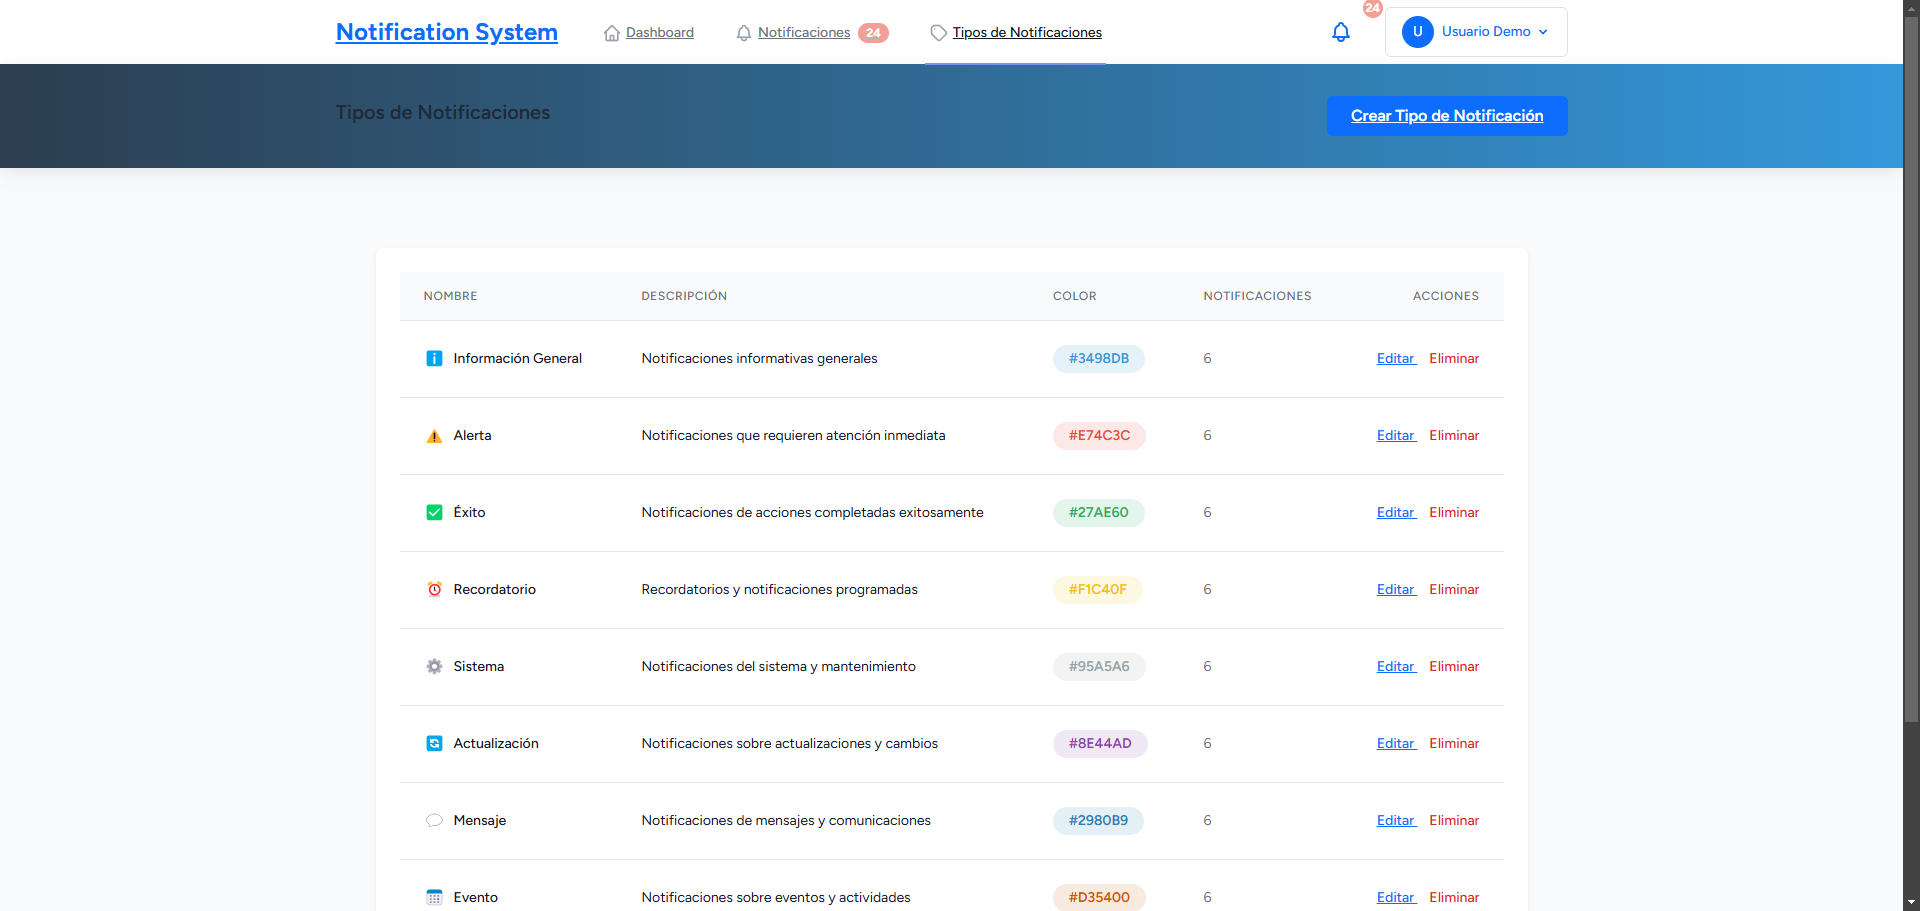 Notification System Dashboard Notificaciones 24 Tipos de Notificaciones 24 U Usuario Demo
Tipos de Notificaciones Crear Tipo de Notificación
NOMBRE DESCRIPCIÓN COLOR NOTIFICACIONES ACCIONES
Información General Notificaciones informativas generales #3498DB 6 Editar Eliminar
Alerta Notificaciones que requieren atención inmediata #E74C3C 6 Editar Eliminar
Éxito Notificaciones de acciones completadas exitosamente #27AE60 6 Editar Eliminar
Recordatorio Recordatorios y notificaciones programadas #F1C40F 6 Editar Eliminar
Sistema Notificaciones del sistema y mantenimiento #95A5A6 6 Editar Eliminar
Actualización Notificaciones sobre actualizaciones y cambios #8E44AD 6 Editar Eliminar
Mensaje Notificaciones de mensajes y comunicaciones #2980B9 6 Editar Eliminar
Evento Notificaciones sobre eventos y actividades #D35400 6 Editar Eliminar